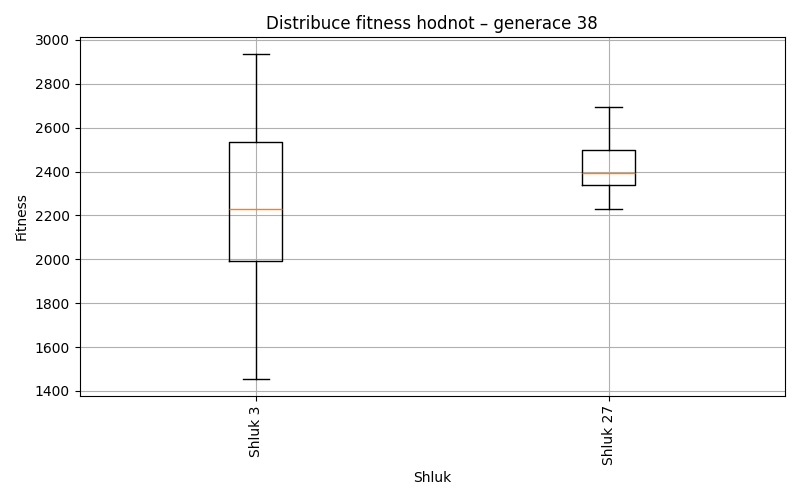 Distribuce fitness hodnot – generace 38
3000
2800
2600
2400
2200
2000
1800
1600
1400
Fitness
Shluk 3
Shluk 27
Shluk